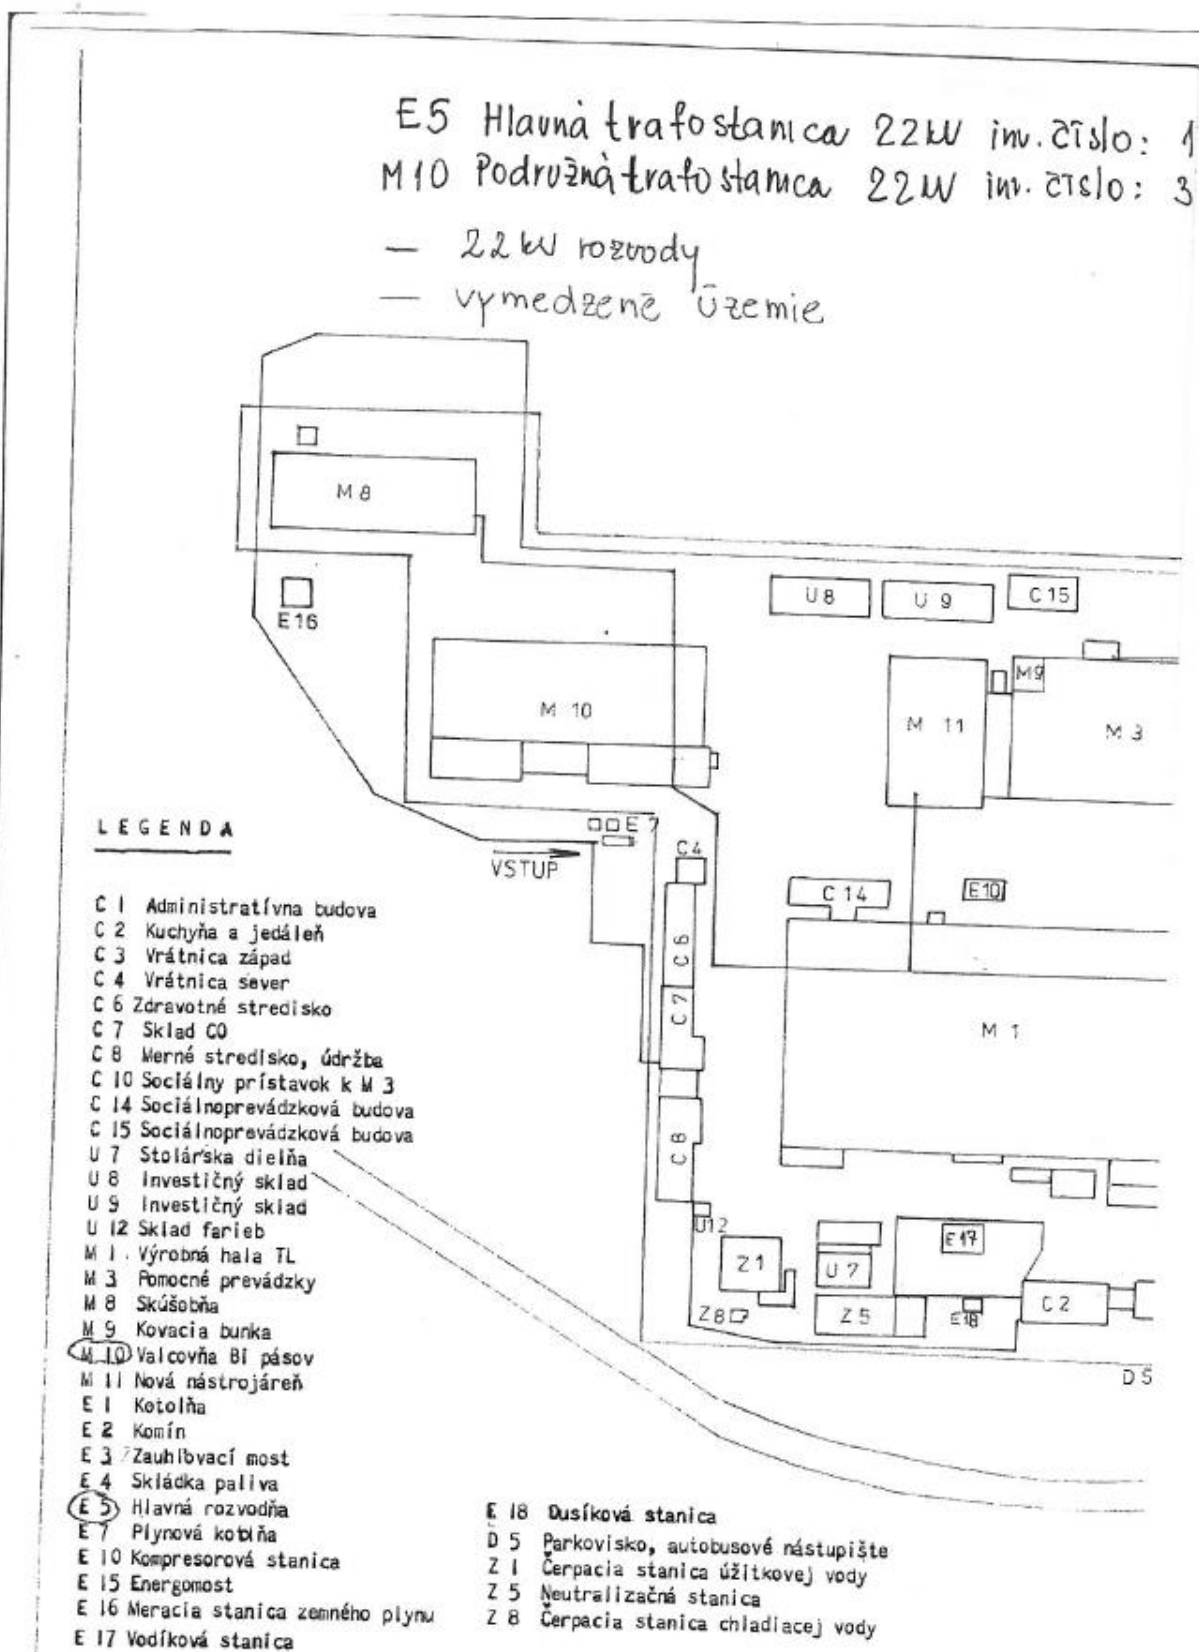 E5 Hlavná trafostanica 22kV inv. číslo: 1
M10 Podružná trafostanica 22kV inv. číslo: 3
— 22 kV rozvody
— vymedzené územie
M 8
E16
U 8
U 9
C 15
M 10
M 11
M9
M 3
E 7
VSTUP
C4
C 14
E10
C 6
C 7
M 1
C 8
U12
Z 1
U 7
E17
Z8
Z 5
E18
C 2
D 5
LEGENDA
C 1 Administratívna budova
C 2 Kuchyňa a jedáleň
C 3 Vrátnica západ
C 4 Vrátnica sever
C 6 Zdravotné stredisko
C 7 Sklad CO
C 8 Merné stredisko, údržba
C 10 Sociálny prístavok k M 3
C 14 Sociálnoprevádzková budova
C 15 Sociálnoprevádzková budova
U 7 Stolárska dielňa
U 8 Investičný sklad
U 9 Investičný sklad
U 12 Sklad farieb
M 1 Výrobná hala TL
M 3 Pomocné prevádzky
M 8 Skúšobňa
M 9 Kovacia bunka
M 10 Valcovňa Bi pásov
M 11 Nová nástrojáreň
E 1 Kotolňa
E 2 Komín
E 3 Zauhľovací most
E 4 Skládka paliva
E 5 Hlavná rozvodňa
E 7 Plynová kotlňa
E 10 Kompresorová stanica
E 15 Energomost
E 16 Meracia stanica zemného plynu
E 17 Vodíková stanica
E 18 Dusíková stanica
D 5 Parkovisko, autobusové nástupište
Z 1 Čerpacia stanica úžitkovej vody
Z 5 Neutralizačná stanica
Z 8 Čerpacia stanica chladiacej vody